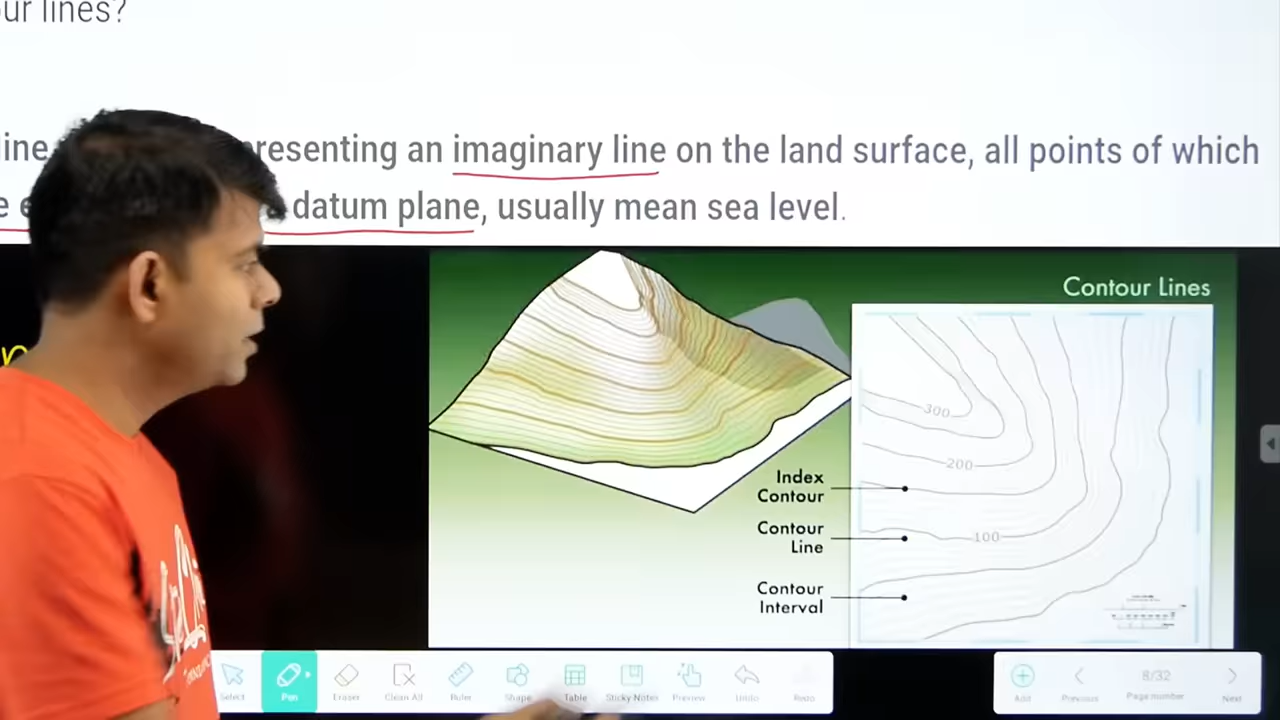 ur lines?
line presenting an imaginary line on the land surface, all points of which
e e datum plane, usually mean sea level.
Contour Lines
300
200
Index
Contour
Contour
Line
100
Contour
Interval
Select
Pen
Eraser
Clean All
Ruler
Shape
Table
Sticky Notes
Preview
Undo
Redo
Add
Previous
8/32
Page number
Next